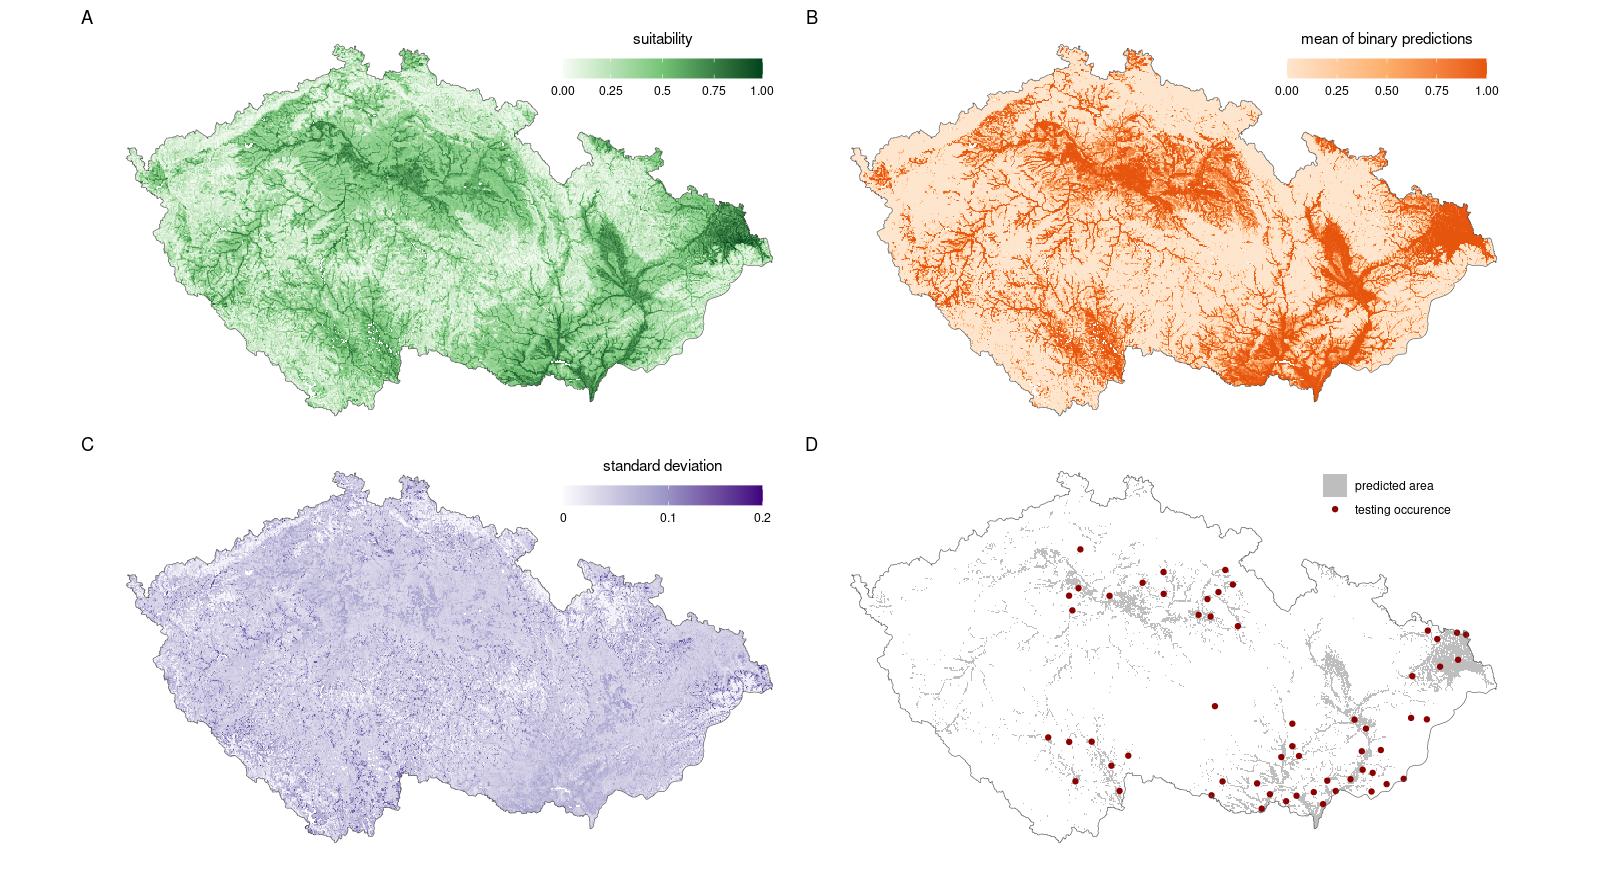 A
suitability
0.00 0.25 0.5 0.75 1.00
B
mean of binary predictions
0.00 0.25 0.50 0.75 1.00
C
standard deviation
0 0.1 0.2
D
predicted area
testing occurence